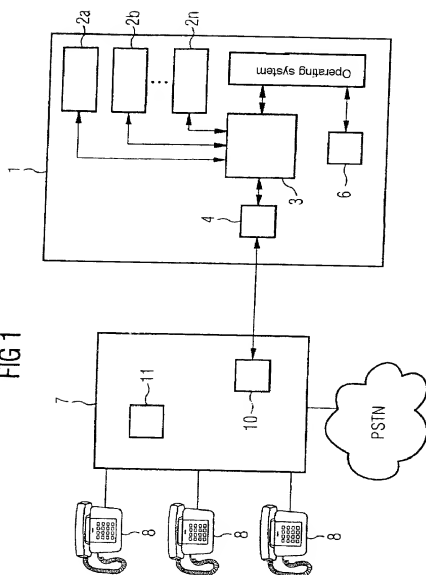 FIG 1
1
2a
2b
...
2n
Operating system
3
4
6
7
11
10
8
8
8
PSTN